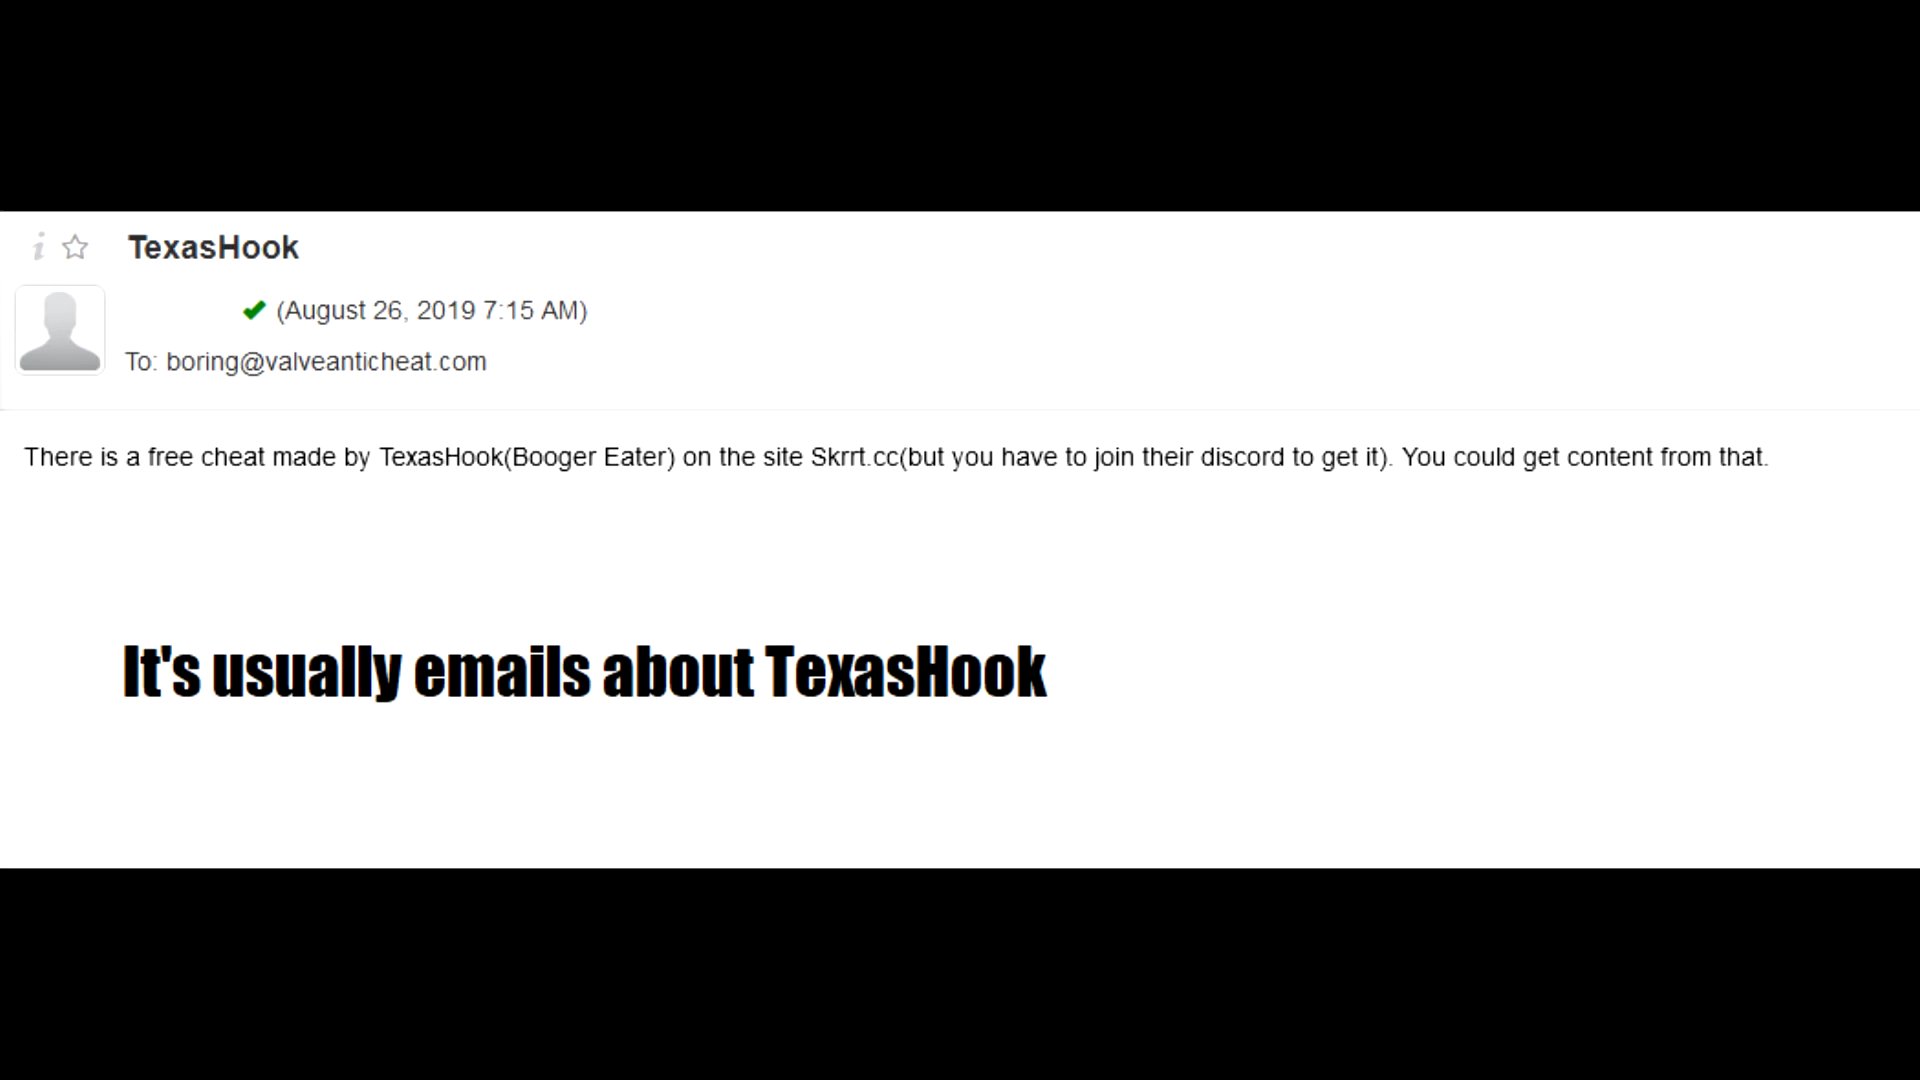 TexasHook
(August 26, 2019 7:15 AM)
To: boring@valveanticheat.com
There is a free cheat made by TexasHook(Booger Eater) on the site Skrrt.cc(but you have to join their discord to get it). You could get content from that.
It's usually emails about TexasHook